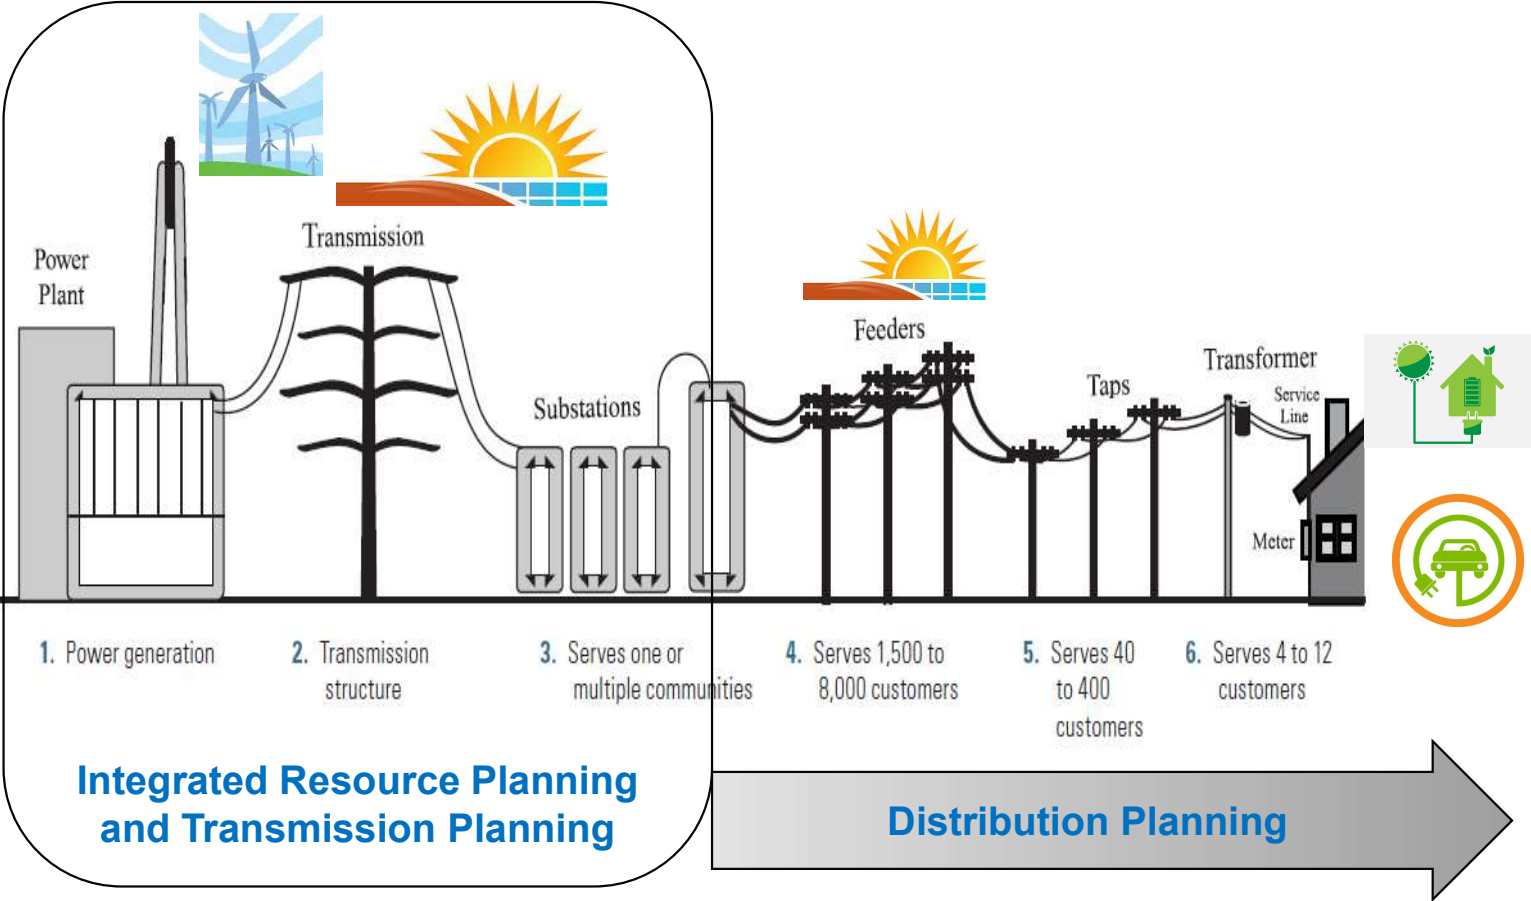 Power
Plant
Transmission
Substations
Feeders
Taps
Transformer
Service
Line
Meter
1. Power generation
2. Transmission
structure
3. Serves one or
multiple communities
4. Serves 1,500 to
8,000 customers
5. Serves 40
to 400
customers
6. Serves 4 to 12
customers
Integrated Resource Planning
and Transmission Planning
Distribution Planning